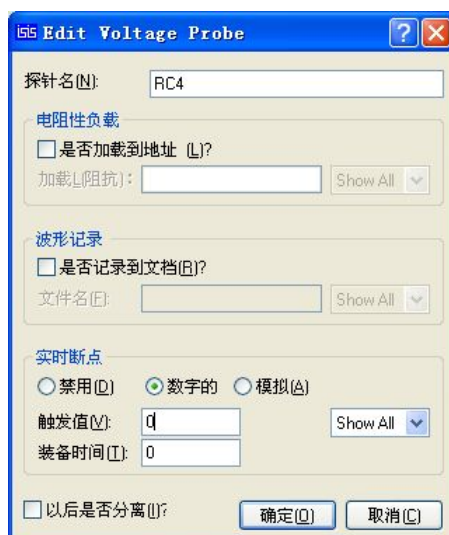 isis Edit Voltage Probe
探针名(N): RC4
电阻性负载
是否加载到地址 (L)?
加载L(阻抗): Show All
波形记录
是否记录到文档(R)?
文件名(F): Show All
实时断点
禁用(D) 数字的 模拟(A)
触发值(V): 0 Show All
装备时间(T): 0
以后是否分离(I)? 确定(O) 取消(C)